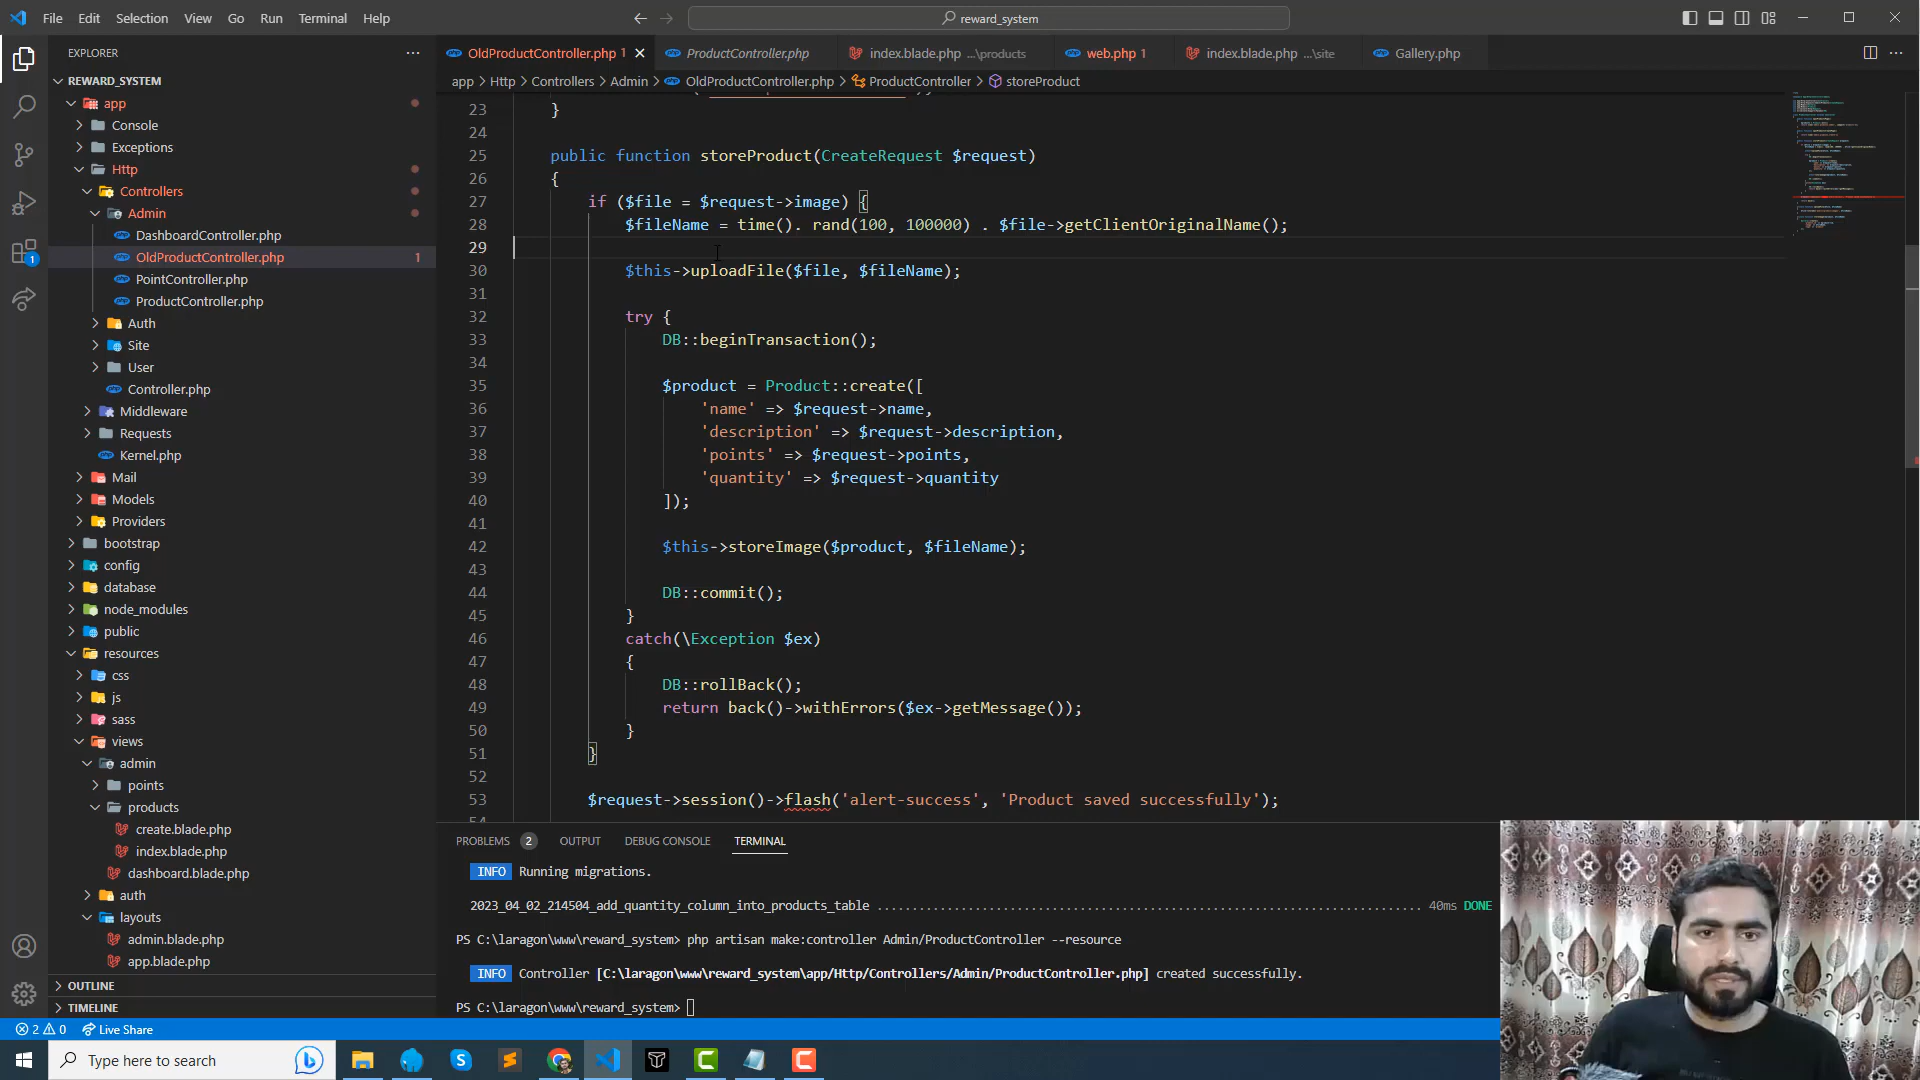 File Edit Selection View Go Run Terminal Help
reward_system
EXPLORER
OldProductController.php 1
ProductController.php
index.blade.php ...\products
web.php 1
index.blade.php ...\site
Gallery.php
REWARD_SYSTEM
app > Http > Controllers > Admin > OldProductController.php > ProductController > storeProduct
app
Console
Exceptions
Http
Controllers
Admin
DashboardController.php
OldProductController.php 1
PointController.php
ProductController.php
Auth
Site
User
Controller.php
Middleware
Requests
Kernel.php
Mail
Models
Providers
bootstrap
config
database
node_modules
public
resources
css
js
sass
views
admin
points
products
create.blade.php
index.blade.php
dashboard.blade.php
auth
layouts
admin.blade.php
app.blade.php
OUTLINE
TIMELINE
23 }
24
25 public function storeProduct(CreateRequest $request)
26 {
27 if ($file = $request->image) {
28 $fileName = time(). rand(100, 100000) . $file->getClientOriginalName();
29
30 $this->uploadFile($file, $fileName);
31
32 try {
33 DB::beginTransaction();
34
35 $product = Product::create([
36 'name' => $request->name,
37 'description' => $request->description,
38 'points' => $request->points,
39 'quantity' => $request->quantity
40 ]);
41
42 $this->storeImage($product, $fileName);
43
44 DB::commit();
45 }
46 catch(\Exception $ex)
47 {
48 DB::rollBack();
49 return back()->withErrors($ex->getMessage());
50 }
51 }
52
53 $request->session()->flash('alert-success', 'Product saved successfully');
54
PROBLEMS 2 OUTPUT DEBUG CONSOLE TERMINAL
INFO Running migrations.
2023_04_02_214504_add_quantity_column_into_products_table ........ 40ms DONE
PS C:\laragon\www\reward_system> php artisan make:controller Admin/ProductController --resource
INFO Controller [C:\laragon\www\reward_system\app/Http/Controllers/Admin/ProductController.php] created successfully.
PS C:\laragon\www\reward_system>
2 0 Live Share
Type here to search